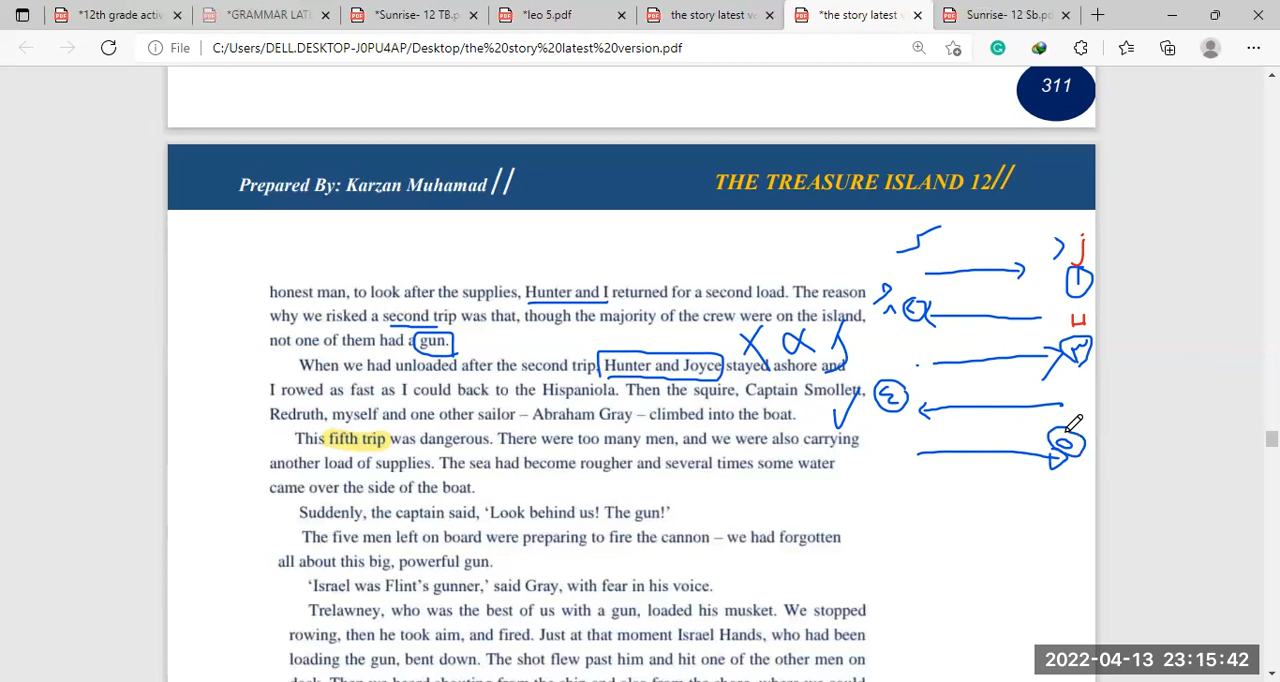 *12th grade activ
*GRAMMAR LAT
*Sunrise- 12 TB.p
*leo 5.pdf
the story latest v
*the story latest
Sunrise- 12 Sb.p
File
C:/Users/DELL.DESKTOP-J0PU4AP/Desktop/the%20story%20latest%20version.pdf
311
Prepared By: Karzan Muhamad //
THE TREASURE ISLAND 12//
honest man, to look after the supplies, Hunter and I returned for a second load. The reason
why we risked a second trip was that, though the majority of the crew were on the island,
not one of them had a gun.
When we had unloaded after the second trip, Hunter and Joyce stayed ashore and
I rowed as fast as I could back to the Hispaniola. Then the squire, Captain Smollett,
Redruth, myself and one other sailor – Abraham Gray – climbed into the boat.
This fifth trip was dangerous. There were too many men, and we were also carrying
another load of supplies. The sea had become rougher and several times some water
came over the side of the boat.
Suddenly, the captain said, ‘Look behind us! The gun!’
The five men left on board were preparing to fire the cannon – we had forgotten
all about this big, powerful gun.
‘Israel was Flint’s gunner,’ said Gray, with fear in his voice.
Trelawney, who was the best of us with a gun, loaded his musket. We stopped
rowing, then he took aim, and fired. Just at that moment Israel Hands, who had been
loading the gun, bent down. The shot flew past him and hit one of the other men on
j
2022-04-13 23:15:42